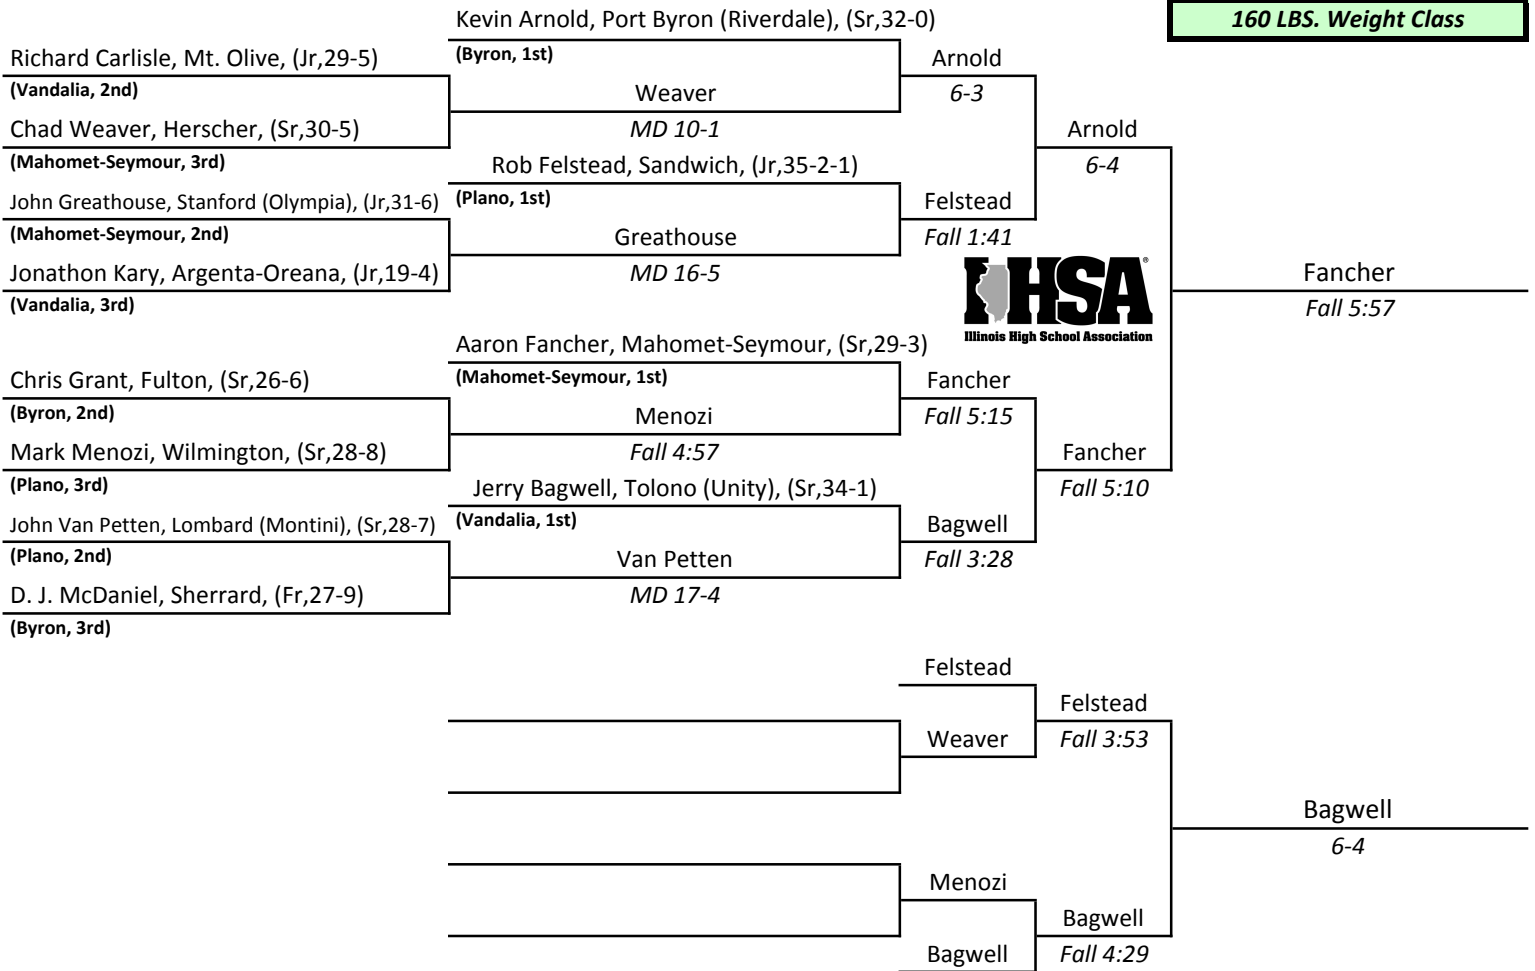 Kevin Arnold, Port Byron (Riverdale), (Sr,32-0)
160 LBS. Weight Class
Richard Carlisle, Mt. Olive, (Jr,29-5)
(Byron, 1st)
Arnold
(Vandalia, 2nd)
Weaver
6-3
Chad Weaver, Herscher, (Sr,30-5)
MD 10-1
Arnold
(Mahomet-Seymour, 3rd)
Rob Felstead, Sandwich, (Jr,35-2-1)
6-4
John Greathouse, Stanford (Olympia), (Jr,31-6)
(Plano, 1st)
Felstead
(Mahomet-Seymour, 2nd)
Greathouse
Fall 1:41
Jonathon Kary, Argenta-Oreana, (Jr,19-4)
MD 16-5
IHSA®
Fancher
(Vandalia, 3rd)
Fall 5:57
Illinois High School Association
Aaron Fancher, Mahomet-Seymour, (Sr,29-3)
Chris Grant, Fulton, (Sr,26-6)
(Mahomet-Seymour, 1st)
Fancher
(Byron, 2nd)
Menozi
Fall 5:15
Mark Menozi, Wilmington, (Sr,28-8)
Fall 4:57
Fancher
(Plano, 3rd)
Jerry Bagwell, Tolono (Unity), (Sr,34-1)
Fall 5:10
John Van Petten, Lombard (Montini), (Sr,28-7)
(Vandalia, 1st)
Bagwell
(Plano, 2nd)
Van Petten
Fall 3:28
D. J. McDaniel, Sherrard, (Fr,27-9)
MD 17-4
(Byron, 3rd)
Felstead
Felstead
Weaver
Fall 3:53
Bagwell
6-4
Menozi
Bagwell
Bagwell
Fall 4:29